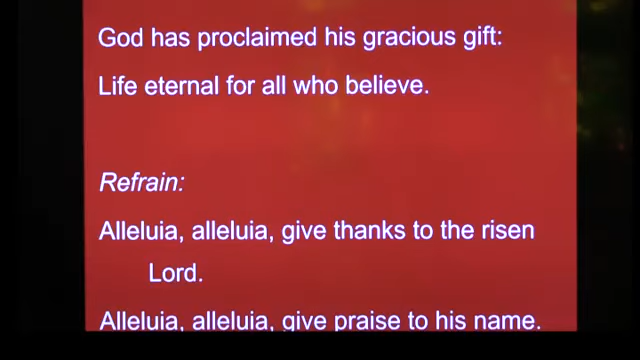 God has proclaimed his gracious gift:
Life eternal for all who believe.
Refrain:
Alleluia, alleluia, give thanks to the risen
Lord.
Alleluia, alleluia, give praise to his name.